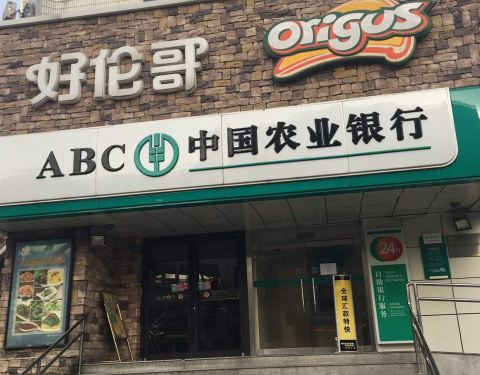 好伦哥
Origus
ABC 中国农业银行
24h
自助银行服务
全球汇款特快